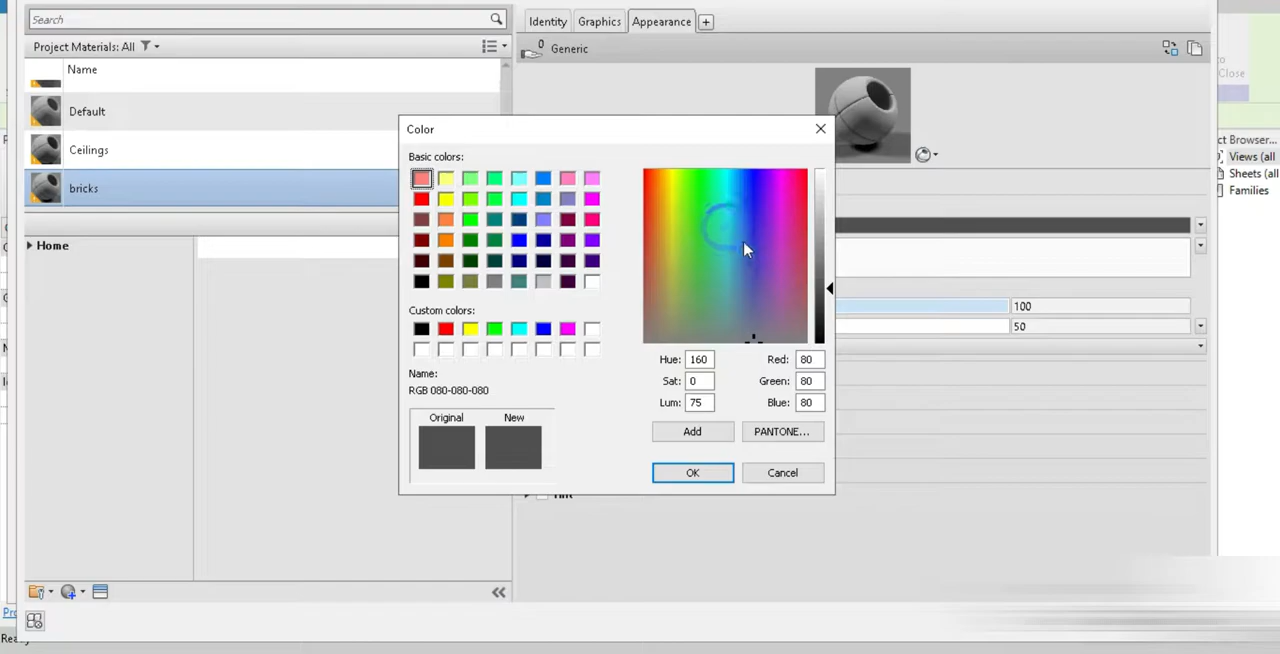 Search
Identity
Graphics
Appearance
+
Project Materials: All
0
Generic
Name
Default
Ceilings
bricks
Home
Color
Basic colors:
Custom colors:
Name:
RGB 080-080-080
Original
New
Hue: 160
Red: 80
Sat: 0
Green: 80
Lum: 75
Blue: 80
Add
PANTONE...
OK
Cancel
100
50
Close
ct Browser...
Views (all
Sheets (all
Families